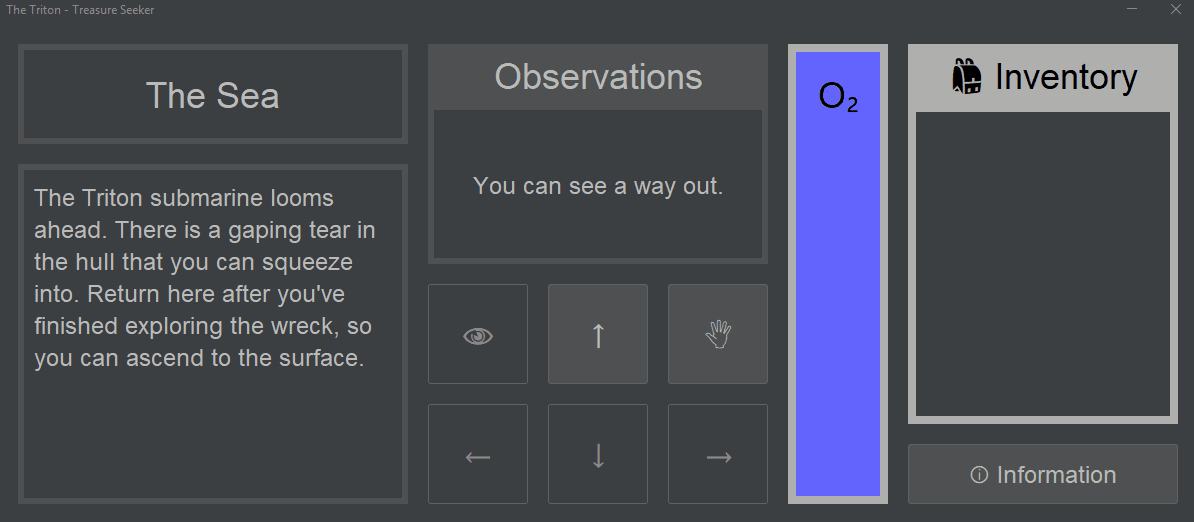 The Triton - Treasure Seeker
The Sea
The Triton submarine looms
ahead. There is a gaping tear in
the hull that you can squeeze
into. Return here after you've
finished exploring the wreck, so
you can ascend to the surface.
Observations
You can see a way out.
↑
← ↓ →
O₂
Inventory
Information